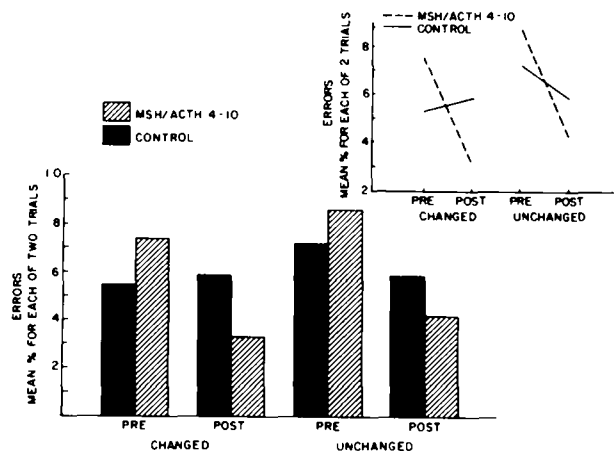 MSH/ACTH 4-10
CONTROL
ERRORS
MEAN % FOR EACH OF 2 TRIALS
8
6
4
2
PRE POST PRE POST
CHANGED UNCHANGED
MSH/ACTH 4-10
CONTROL
ERRORS
MEAN % FOR EACH OF TWO TRIALS
1.0
8
6
4
2
PRE POST PRE POST
CHANGED UNCHANGED